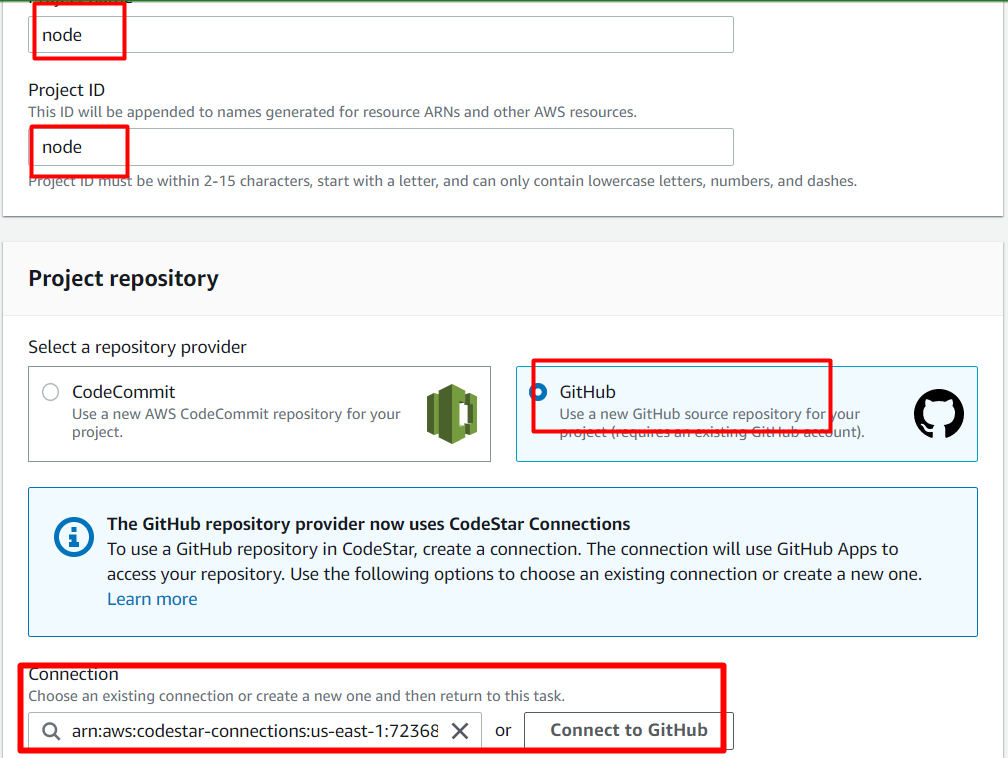 node
Project ID
This ID will be appended to names generated for resource ARNs and other AWS resources.
node
Project ID must be within 2-15 characters, start with a letter, and can only contain lowercase letters, numbers, and dashes.
Project repository
Select a repository provider
CodeCommit
Use a new AWS CodeCommit repository for your
project.
GitHub
Use a new GitHub source repository for your
project (requires an existing GitHub account).
The GitHub repository provider now uses CodeStar Connections
To use a GitHub repository in CodeStar, create a connection. The connection will use GitHub Apps to
access your repository. Use the following options to choose an existing connection or create a new one.
Learn more
Connection
Choose an existing connection or create a new one and then return to this task.
arn:aws:codestar-connections:us-east-1:72368 or Connect to GitHub